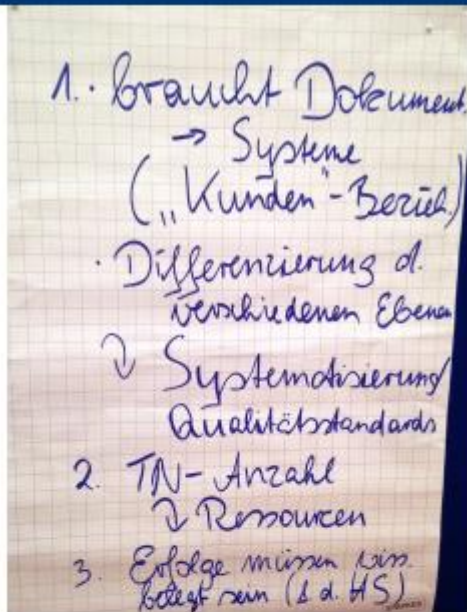 1. · braucht Dokument.
→ Systeme
(„Kunden"-Bezieh.)
· Differenzierung d.
verschiedenen Ebenen
↷ Systematisierung/
Qualitätsstandards
2. TN-Anzahl
↷ Ressourcen
3. Erfolge müssen wiss.
belegt sein (d. HS)